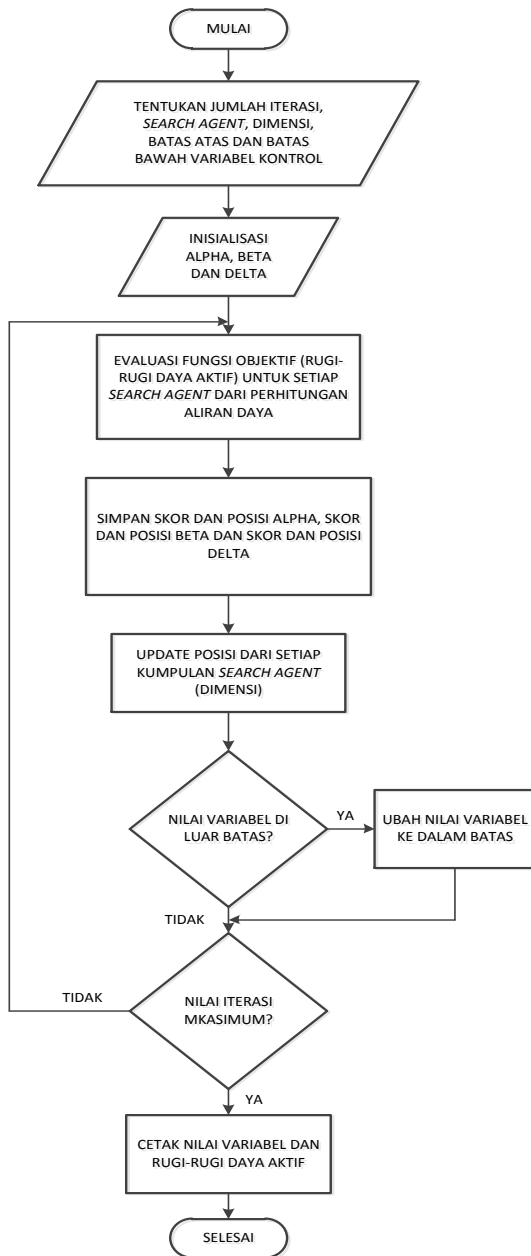 MULAI
TENTUKAN JUMLAH ITERASI,
SEARCH AGENT, DIMENSI,
BATAS ATAS DAN BATAS
BAWAH VARIABEL KONTROL
INISIALISASI
ALPHA, BETA
DAN DELTA
EVALUASI FUNGSI OBJEKTIF (RUGI-
RUGI DAYA AKTIF) UNTUK SETIAP
SEARCH AGENT DARI PERHITUNGAN
ALIRAN DAYA
SIMPAN SKOR DAN POSISI ALPHA, SKOR
DAN POSISI BETA DAN SKOR DAN POSISI
DELTA
UPDATE POSISI DARI SETIAP
KUMPULAN SEARCH AGENT
(DIMENSI)
NILAI VARIABEL DI
LUAR BATAS?
YA
UBAH NILAI VARIABEL
KE DALAM BATAS
TIDAK
NILAI ITERASI
MKASIMUM?
TIDAK
YA
CETAK NILAI VARIABEL DAN
RUGI-RUGI DAYA AKTIF
SELESAI